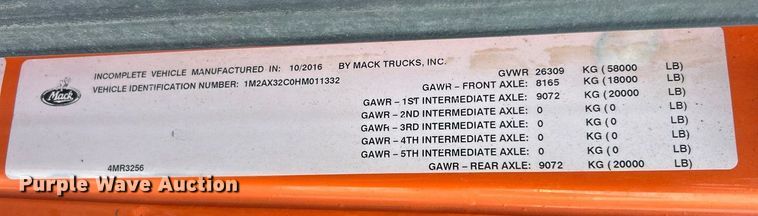 INCOMPLETE VEHICLE MANUFACTURED IN: 10/2016 BY MACK TRUCKS, INC.
VEHICLE IDENTIFICATION NUMBER: 1M2AX32C0HM011332
Mack
GVWR 26309 KG ( 58000 LB)
GAWR - FRONT AXLE: 8165 KG ( 18000 LB)
GAWR - 1ST INTERMEDIATE AXLE: 9072 KG ( 20000 LB)
GAWR - 2ND INTERMEDIATE AXLE: 0 KG ( 0 LB)
GAWR - 3RD INTERMEDIATE AXLE: 0 KG ( 0 LB)
GAWR - 4TH INTERMEDIATE AXLE: 0 KG ( 0 LB)
GAWR - 5TH INTERMEDIATE AXLE: 0 KG ( 0 LB)
GAWR - REAR AXLE: 9072 KG ( 20000 LB)
4MR3256
Purple Wave Auction